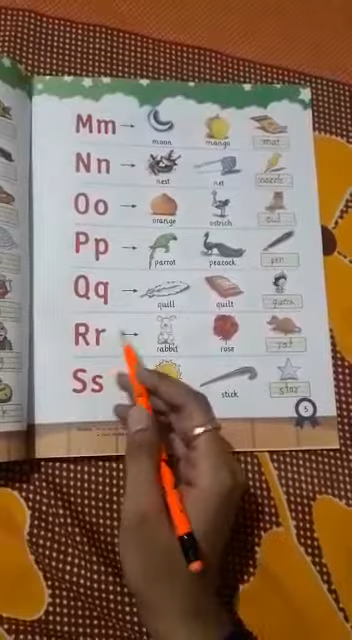 Mm moon mango mat
Nn nest net
Oo orange ostrich owl
Pp parrot peacock pen
Qq quill quilt queen
Rr rabbit rose rat
Ss stick star
5